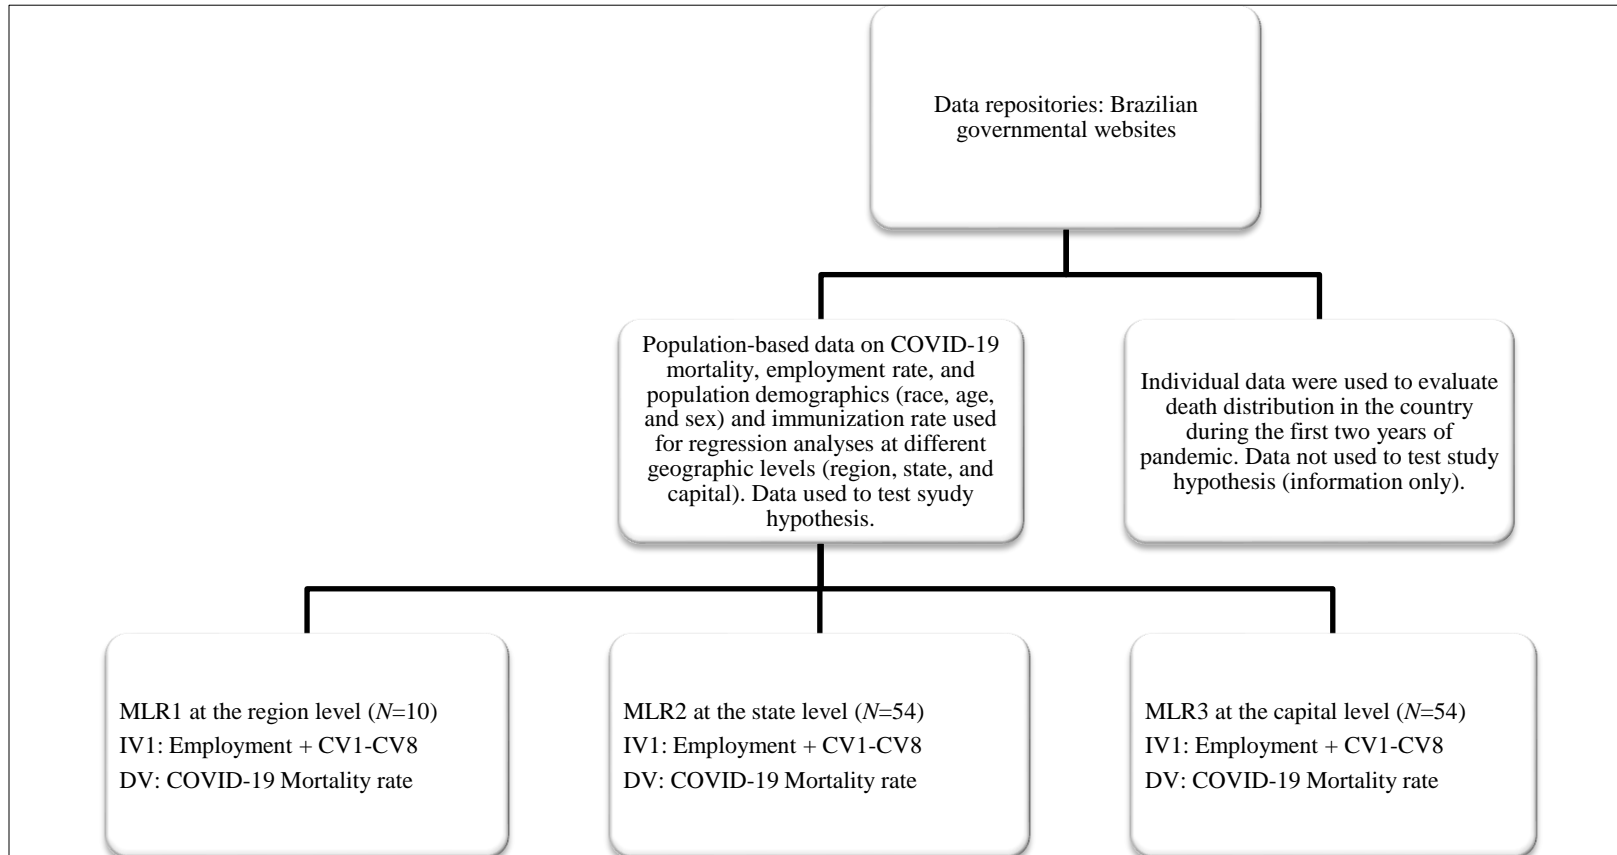 Data repositories: Brazilian
governmental websites
Population-based data on COVID-19
mortality, employment rate, and
population demographics (race, age,
and sex) and immunization rate used
for regression analyses at different
geographic levels (region, state, and
capital). Data used to test syudy
hypothesis.
Individual data were used to evaluate
death distribution in the country
during the first two years of
pandemic. Data not used to test study
hypothesis (information only).
MLR1 at the region level (N=10)
IV1: Employment + CV1-CV8
DV: COVID-19 Mortality rate
MLR2 at the state level (N=54)
IV1: Employment + CV1-CV8
DV: COVID-19 Mortality rate
MLR3 at the capital level (N=54)
IV1: Employment + CV1-CV8
DV: COVID-19 Mortality rate